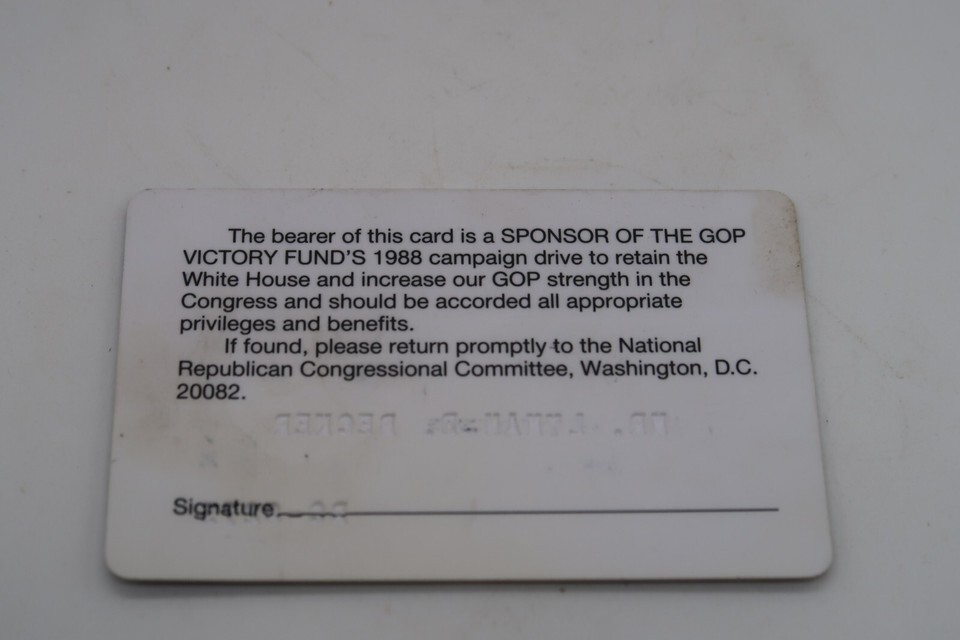 The bearer of this card is a SPONSOR OF THE GOP
VICTORY FUND'S 1988 campaign drive to retain the
White House and increase our GOP strength in the
Congress and should be accorded all appropriate
privileges and benefits.
If found, please return promptly to the National
Republican Congressional Committee, Washington, D.C.
20082.
Signature